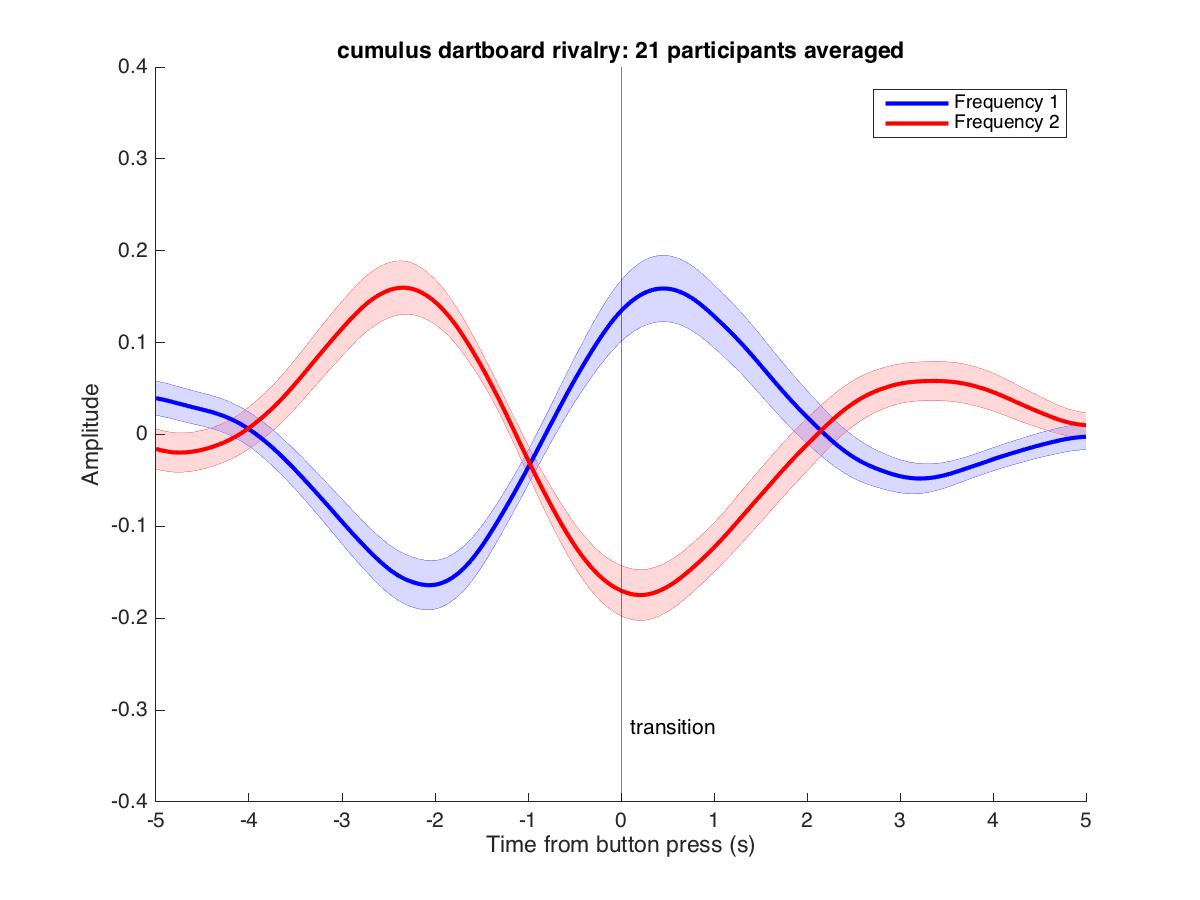 cumulus dartboard rivalry: 21 participants averaged
Frequency 1
Frequency 2
0.4
0.3
0.2
0.1
0
-0.1
-0.2
-0.3
-0.4
Amplitude
transition
-5 -4 -3 -2 -1 0 1 2 3 4 5
Time from button press (s)